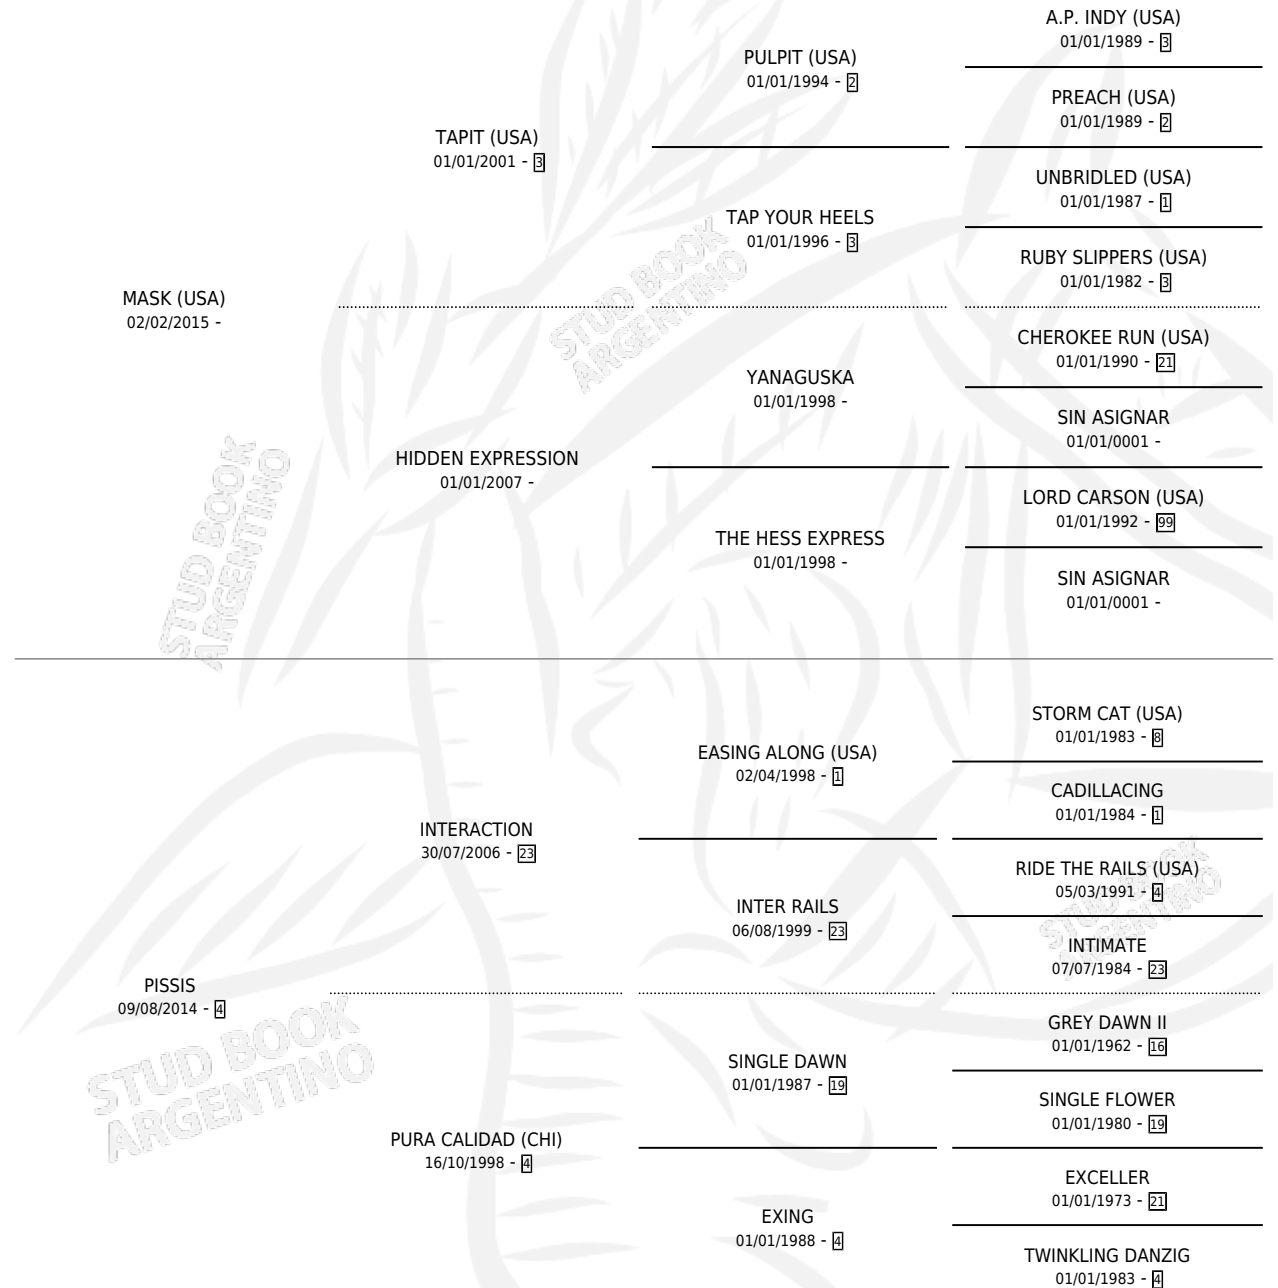 A.P. INDY (USA)
01/01/1989 - 3
PULPIT (USA)
01/01/1994 - 2
PREACH (USA)
01/01/1989 - 2
TAPIT (USA)
01/01/2001 - 3
UNBRIDLED (USA)
01/01/1987 - 1
TAP YOUR HEELS
01/01/1996 - 3
RUBY SLIPPERS (USA)
01/01/1982 - 3
MASK (USA)
02/02/2015 -
STUD BOOK
ARGENTINO
CHEROKEE RUN (USA)
01/01/1990 - 21
YANAGUSKA
01/01/1998 -
SIN ASIGNAR
01/01/0001 -
HIDDEN EXPRESSION
01/01/2007 -
LORD CARSON (USA)
01/01/1992 - 99
THE HESS EXPRESS
01/01/1998 -
SIN ASIGNAR
01/01/0001 -
STUD BOOK
ARGENTINO
STORM CAT (USA)
01/01/1983 - 8
EASING ALONG (USA)
02/04/1998 - 1
CADILLACING
01/01/1984 - 1
INTERACTION
30/07/2006 - 23
RIDE THE RAILS (USA)
05/03/1991 - 4
INTER RAILS
06/08/1999 - 23
STUD BOOK
ARGENTINO
INTIMATE
07/07/1984 - 23
PISSIS
09/08/2014 - 4
STUD BOOK
ARGENTINO
GREY DAWN II
01/01/1962 - 16
SINGLE DAWN
01/01/1987 - 19
SINGLE FLOWER
01/01/1980 - 19
PURA CALIDAD (CHI)
16/10/1998 - 4
EXCELLER
01/01/1973 - 21
EXING
01/01/1988 - 4
TWINKLING DANZIG
01/01/1983 - 4